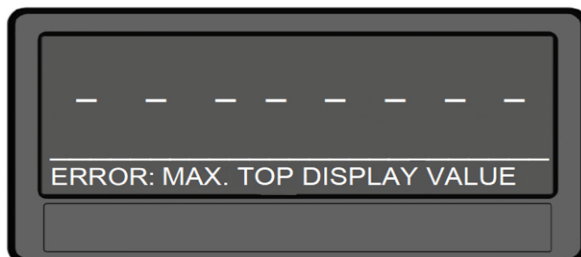 - - - - - - - -
ERROR: MAX. TOP DISPLAY VALUE